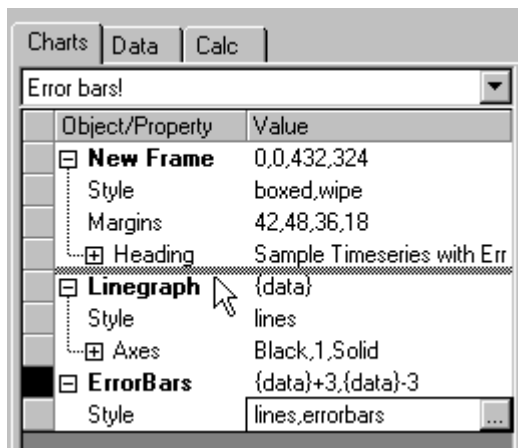 Charts Data Calc
Error bars!
Object/Property Value
New Frame 0,0,432,324
Style boxed,wipe
Margins 42,48,36,18
Heading Sample Timeseries with Err
Linegraph {data}
Style lines
Axes Black,1,Solid
ErrorBars {data}+3,{data}-3
Style lines,errorbars ...